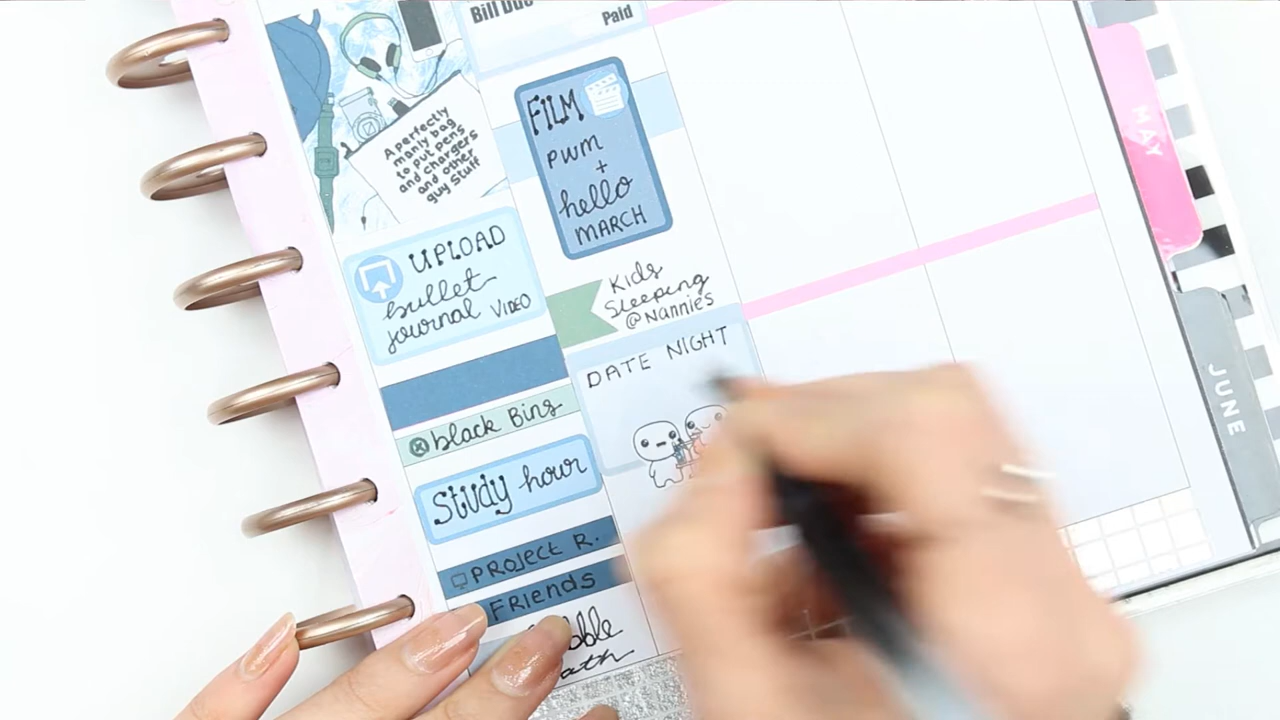 A perfectly
manly bag
to put pens
and chargers
and other
guy stuff
UPLOAD
bullet
journal VIDEO
black Bins
Study hour
PROJECT R.
FRiENDS
Bill Due
Paid
FILM
PWM
+
hello
MARCH
Kids
Sleeping
@Nannies
DATE NIGHT
MAY
JUNE